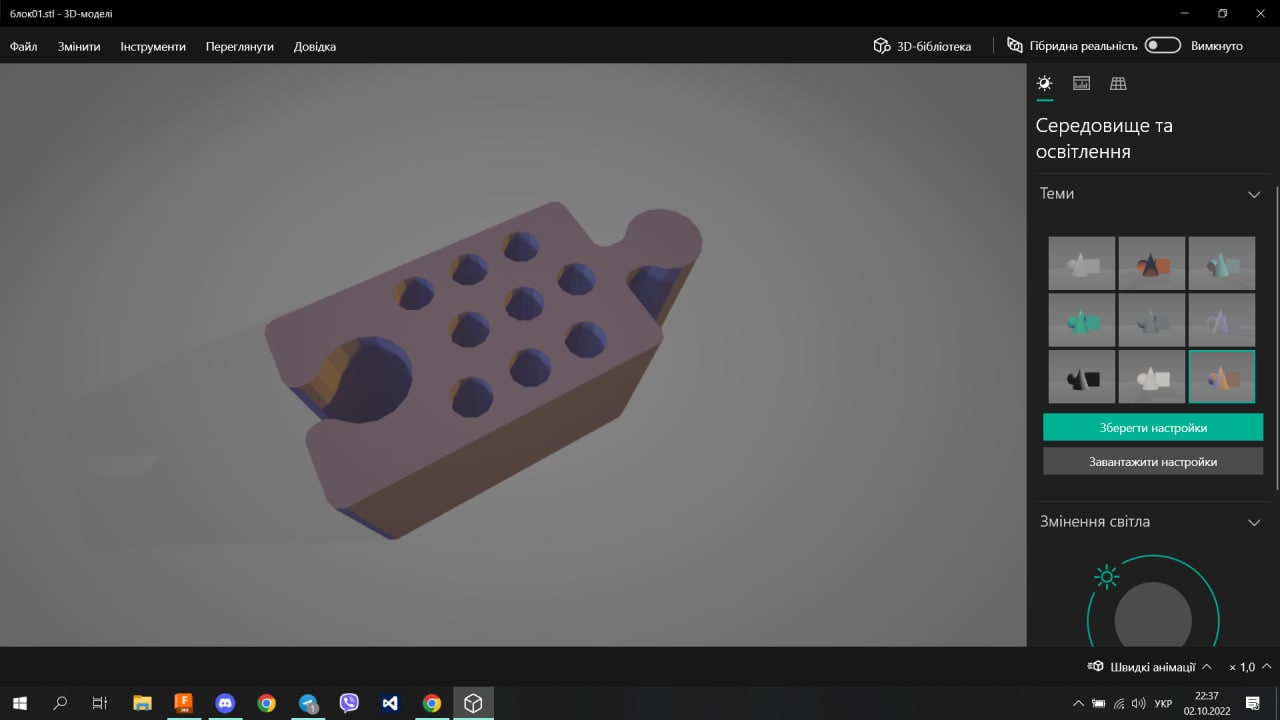 блок01.stl - 3D-моделі
Файл Змінити Інструменти Переглянути Довідка 3D-бібліотека Гібридна реальність Вимкнуто
Середовище та
освітлення
Теми
Зберегти настройки
Завантажити настройки
Змінення світла
Швидкі анімації × 1,0
1 УКР 22:37
02.10.2022